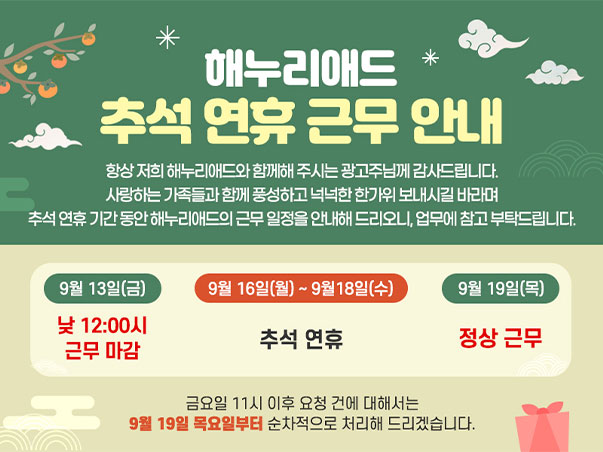 해누리애드
추석 연휴 근무 안내
항상 저희 해누리애드와 함께해 주시는 광고주님께 감사드립니다.
사랑하는 가족들과 함께 풍성하고 넉넉한 한가위 보내시길 바라며
추석 연휴 기간 동안 해누리애드의 근무 일정을 안내해 드리오니, 업무에 참고 부탁드립니다.
9월 13일(금)
낮 12:00시
근무 마감
9월 16일(월) ~ 9월18일(수)
추석 연휴
9월 19일(목)
정상 근무
금요일 11시 이후 요청 건에 대해서는
9월 19일 목요일부터 순차적으로 처리해 드리겠습니다.